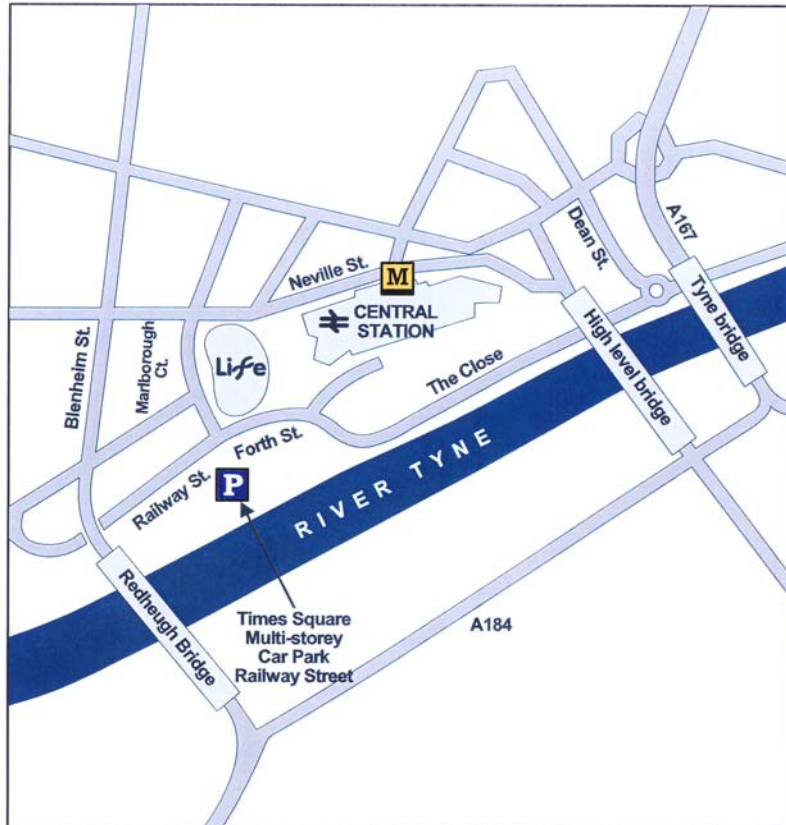 Dean St.
A167
Neville St.
M
CENTRAL
STATION
Tyne bridge
High level bridge
Blenheim St.
Marlborough
Ct.
Life
The Close
Forth St.
Railway St.
P
RIVER TYNE
Redheugh Bridge
Times Square
Multi-storey
Car Park
Railway Street
A184